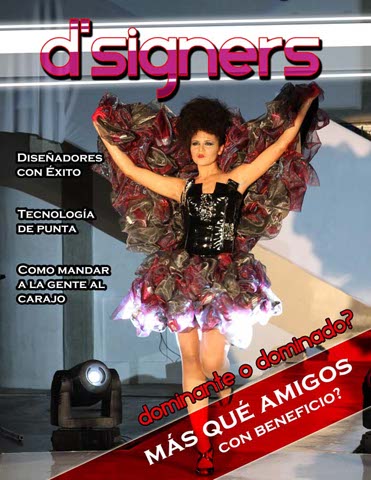 d'signers
DISEÑADORES
CON ÉXITO
TECNOLOGÍA
DE PUNTA
COMO MANDAR
A LA GENTE AL
CARAJO
dominante o dominado?
MÁS QUÉ AMIGOS
CON BENEFICIO?